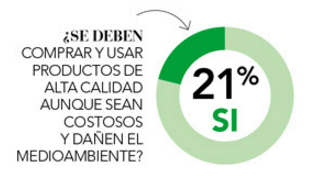 ¿SE DEBEN
COMPRAR Y USAR
PRODUCTOS DE
ALTA CALIDAD
AUNQUE SEAN
COSTOSOS
Y DAÑEN EL
MEDIOAMBIENTE?
21%
SI